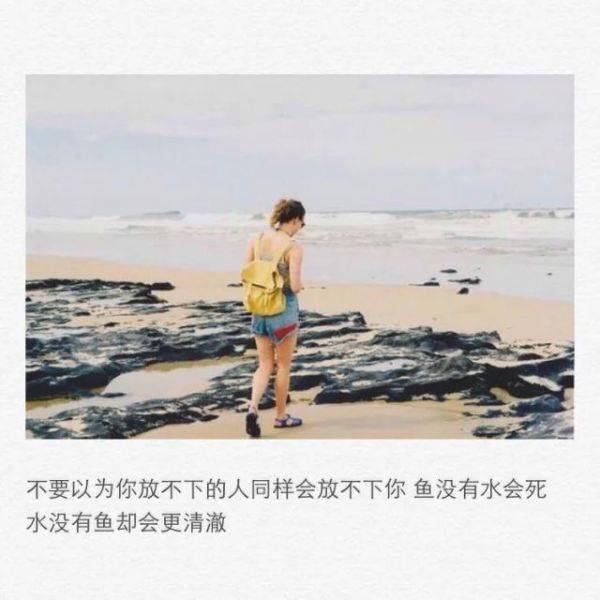 不要以为你放不下的人同样会放不下你 鱼没有水会死
水没有鱼却会更清澈